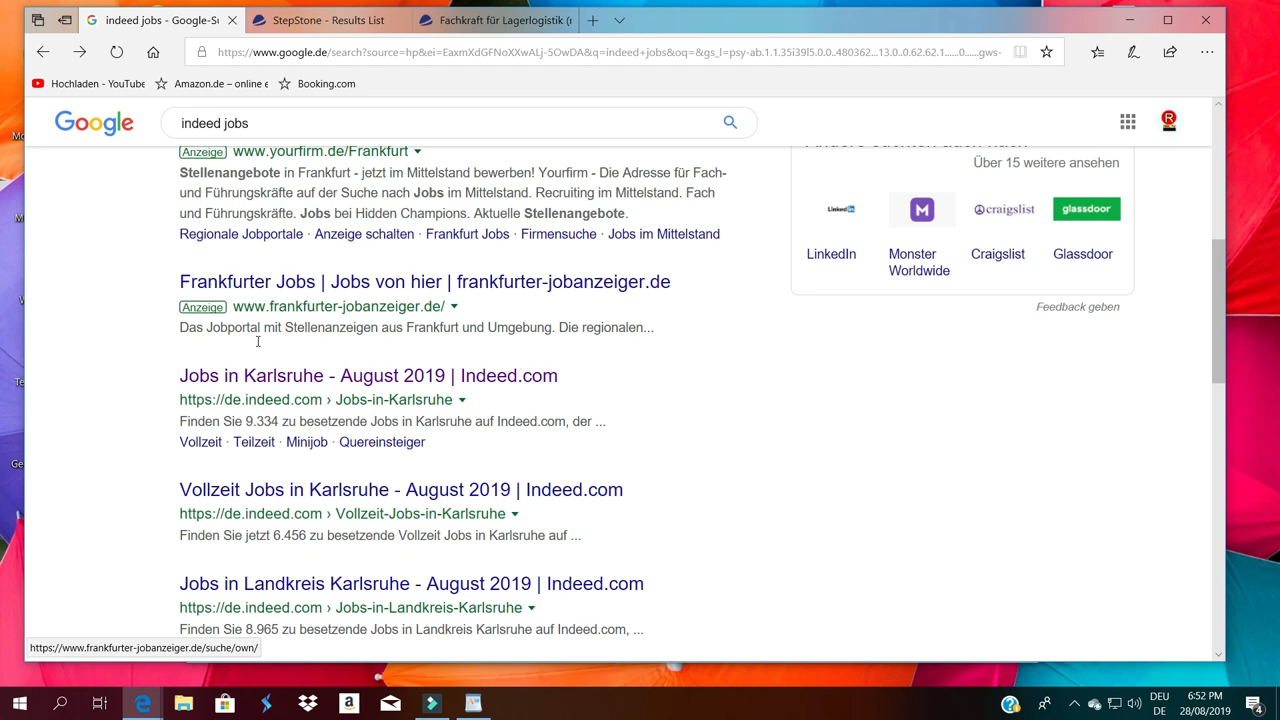 indeed jobs - Google-Su
StepStone - Results List
Fachkraft für Lagerlogistik (
https://www.google.de/search?source=hp&ei=EaxmXdGFNoXXwALj-5OwDA&q=indeed+jobs&oq=&gs_l=psy-ab.1.1.35i39l5.0.0..480362...13.0..0.62.62.1......0....gws-
Hochladen - YouTube
Amazon.de – online e
Booking.com
Google
indeed jobs
R
Anzeige www.yourfirm.de/Frankfurt
Stellenangebote in Frankfurt - jetzt im Mittelstand bewerben! Yourfirm - Die Adresse für Fach-
und Führungskräfte auf der Suche nach Jobs im Mittelstand. Recruiting im Mittelstand. Fach
und Führungskräfte. Jobs bei Hidden Champions. Aktuelle Stellenangebote.
Regionale Jobportale · Anzeige schalten · Frankfurt Jobs · Firmensuche · Jobs im Mittelstand
Frankfurter Jobs | Jobs von hier | frankfurter-jobanzeiger.de
Anzeige www.frankfurter-jobanzeiger.de/
Das Jobportal mit Stellenanzeigen aus Frankfurt und Umgebung. Die regionalen...
Jobs in Karlsruhe - August 2019 | Indeed.com
https://de.indeed.com › Jobs-in-Karlsruhe
Finden Sie 9.334 zu besetzende Jobs in Karlsruhe auf Indeed.com, der ...
Vollzeit · Teilzeit · Minijob · Quereinsteiger
Vollzeit Jobs in Karlsruhe - August 2019 | Indeed.com
https://de.indeed.com › Vollzeit-Jobs-in-Karlsruhe
Finden Sie jetzt 6.456 zu besetzende Vollzeit Jobs in Karlsruhe auf ...
Jobs in Landkreis Karlsruhe - August 2019 | Indeed.com
https://de.indeed.com › Jobs-in-Landkreis-Karlsruhe
Finden Sie 8.965 zu besetzende Jobs in Landkreis Karlsruhe auf Indeed.com, ...
https://www.frankfurter-jobanzeiger.de/suche/own/
Über 15 weitere ansehen
LinkedIn
M
craigslist
glassdoor
LinkedIn
Monster
Worldwide
Craigslist
Glassdoor
Feedback geben
DEU
DE
6:52 PM
28/08/2019
4